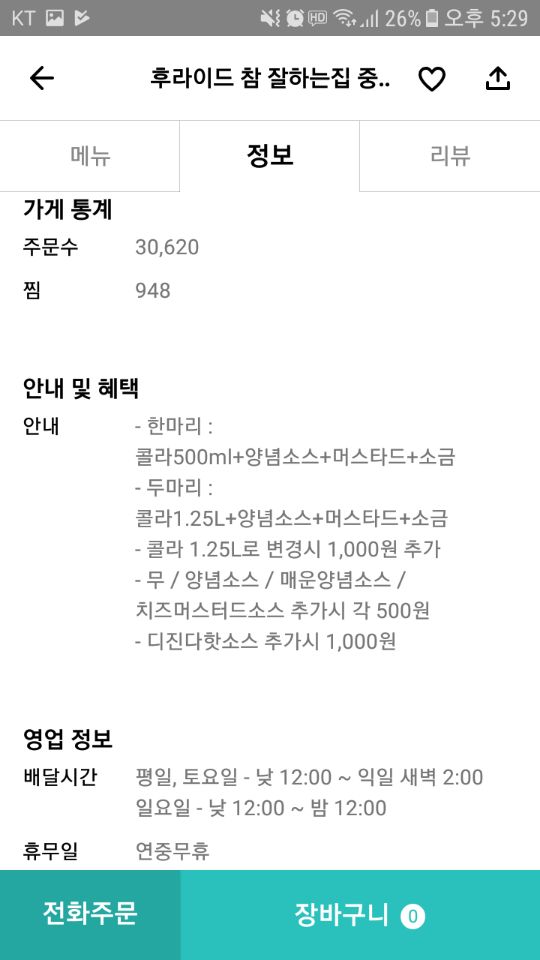 KT HD 26% 오후 5:29
후라이드 참 잘하는집 중..
메뉴 정보 리뷰
가게 통계
주문수 30,620
찜 948
안내 및 혜택
안내 - 한마리 :
콜라500ml+양념소스+머스타드+소금
- 두마리 :
콜라1.25L+양념소스+머스타드+소금
- 콜라 1.25L로 변경시 1,000원 추가
- 무 / 양념소스 / 매운양념소스 /
치즈머스터드소스 추가시 각 500원
- 디진다핫소스 추가시 1,000원
영업 정보
배달시간 평일, 토요일 - 낮 12:00 ~ 익일 새벽 2:00
일요일 - 낮 12:00 ~ 밤 12:00
휴무일 연중무휴
전화주문 장바구니 0